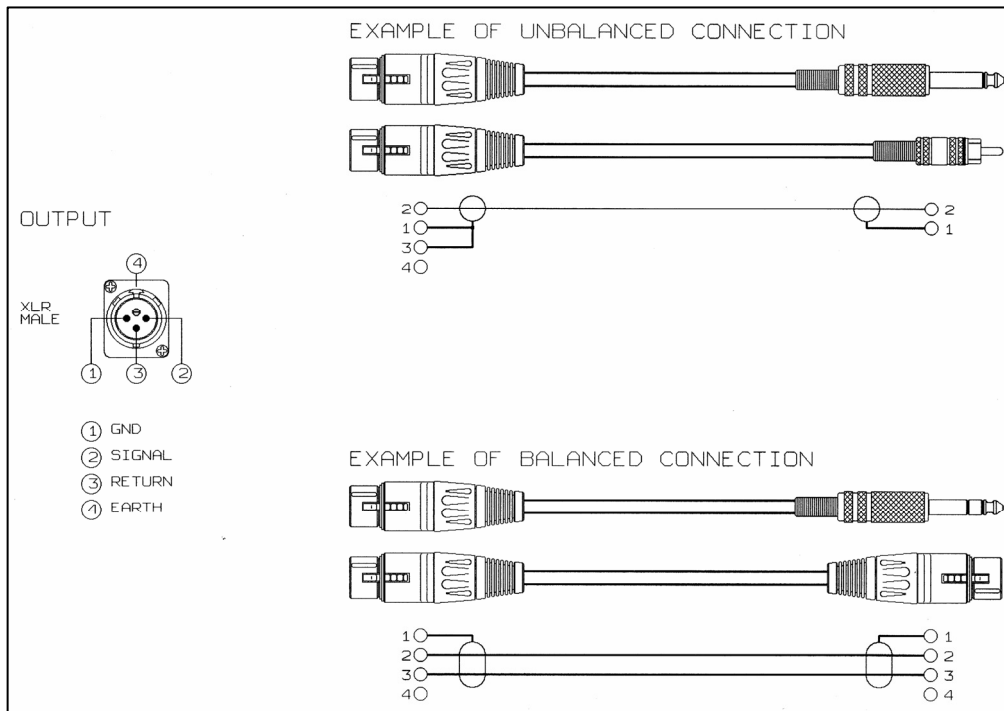 EXAMPLE OF UNBALANCED CONNECTION
2 2
1 1
3
4
OUTPUT
4
XLR
MALE
1 3 2
1 GND
2 SIGNAL
3 RETURN
4 EARTH
EXAMPLE OF BALANCED CONNECTION
1 1
2 2
3 3
4 4